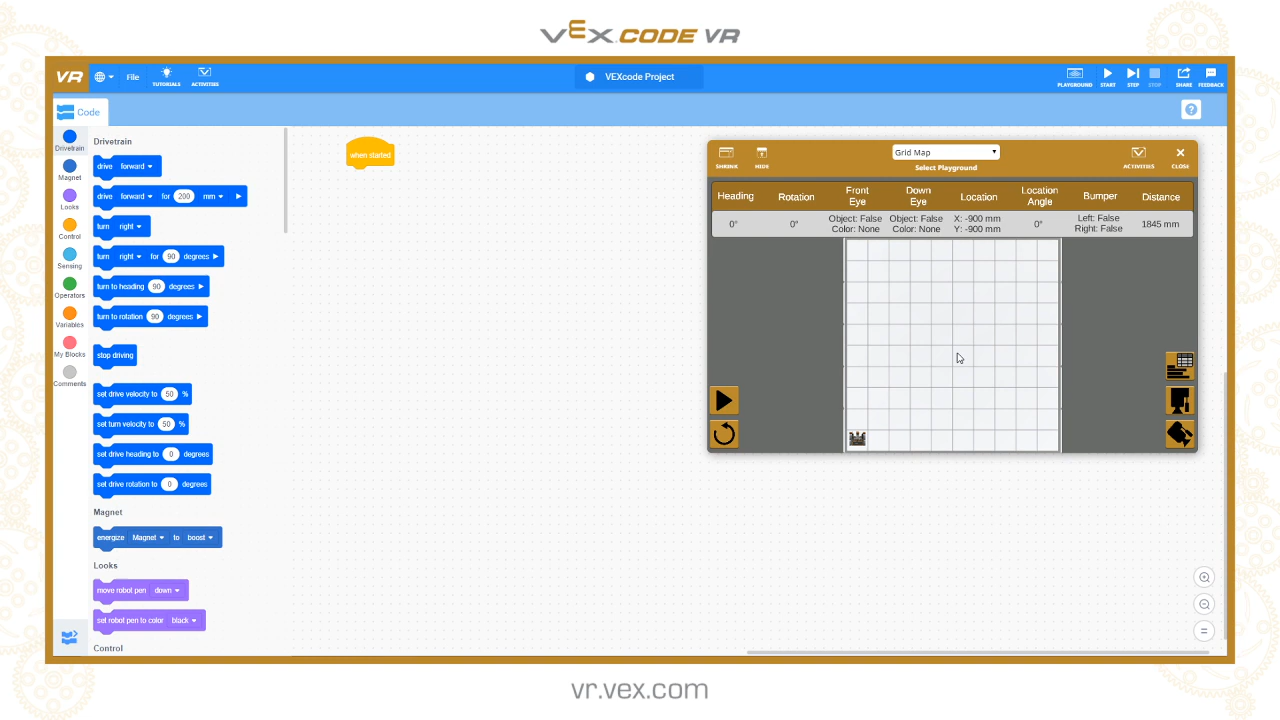 VEX CODE VR
VR
File
TUTORIALS
ACTIVITIES
VEXcode Project
PLAYGROUND
START
STEP
STOP
SHARE
FEEDBACK
Code
?
Drivetrain
Magnet
Looks
Control
Sensing
Operators
Variables
My Blocks
Comments
Drivetrain
drive forward
drive forward for 200 mm
turn right
turn right for 90 degrees
turn to heading 90 degrees
turn to rotation 90 degrees
stop driving
set drive velocity to 50 %
set turn velocity to 50 %
set drive heading to 0 degrees
set drive rotation to 0 degrees
Magnet
energize Magnet to boost
Looks
move robot pen down
set robot pen to color black
Control
when started
SHRINK
HIDE
Grid Map
Select Playground
ACTIVITIES
CLOSE
Heading Rotation Front Eye Down Eye Location Location Angle Bumper Distance
0° 0° Object: False Object: False X: -900 mm 0° Left: False 1845 mm
Color: None Color: None Y: -900 mm Right: False
vr.vex.com